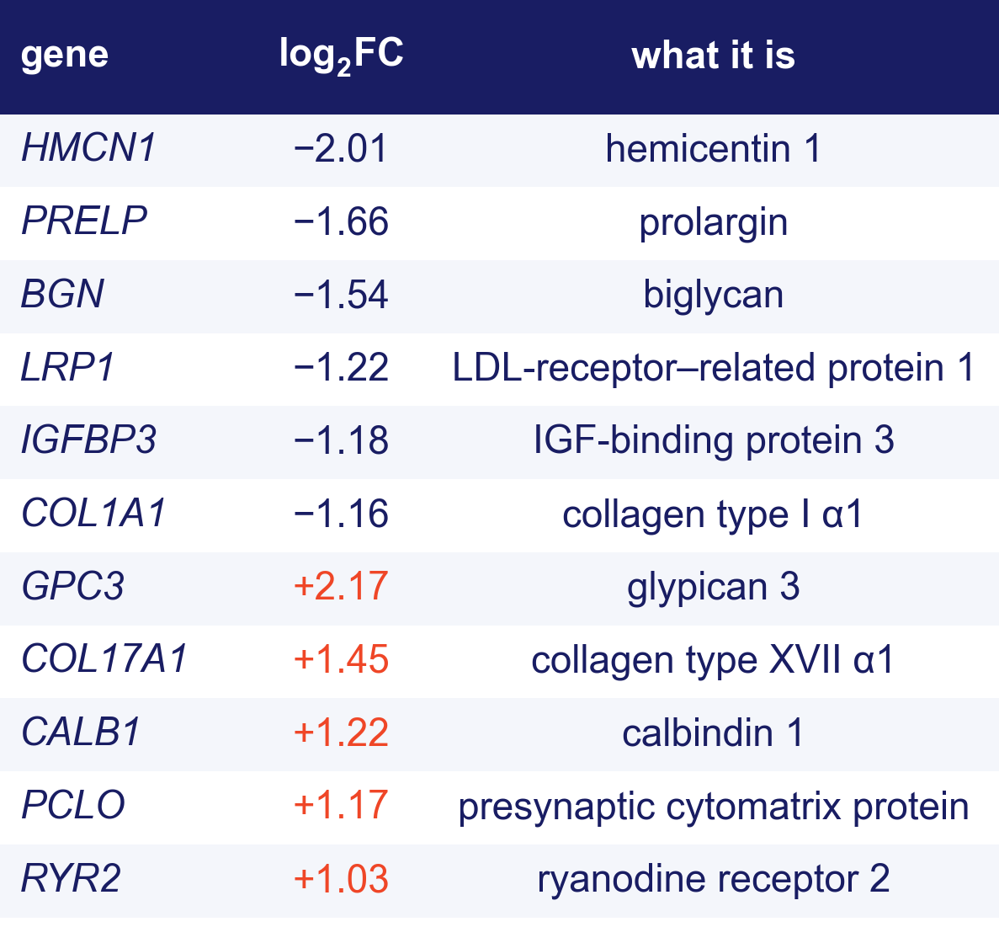 gene log₂FC what it is
HMCN1 −2.01 hemicentin 1
PRELP −1.66 prolargin
BGN −1.54 biglycan
LRP1 −1.22 LDL-receptor–related protein 1
IGFBP3 −1.18 IGF-binding protein 3
COL1A1 −1.16 collagen type I α1
GPC3 +2.17 glypican 3
COL17A1 +1.45 collagen type XVII α1
CALB1 +1.22 calbindin 1
PCLO +1.17 presynaptic cytomatrix protein
RYR2 +1.03 ryanodine receptor 2